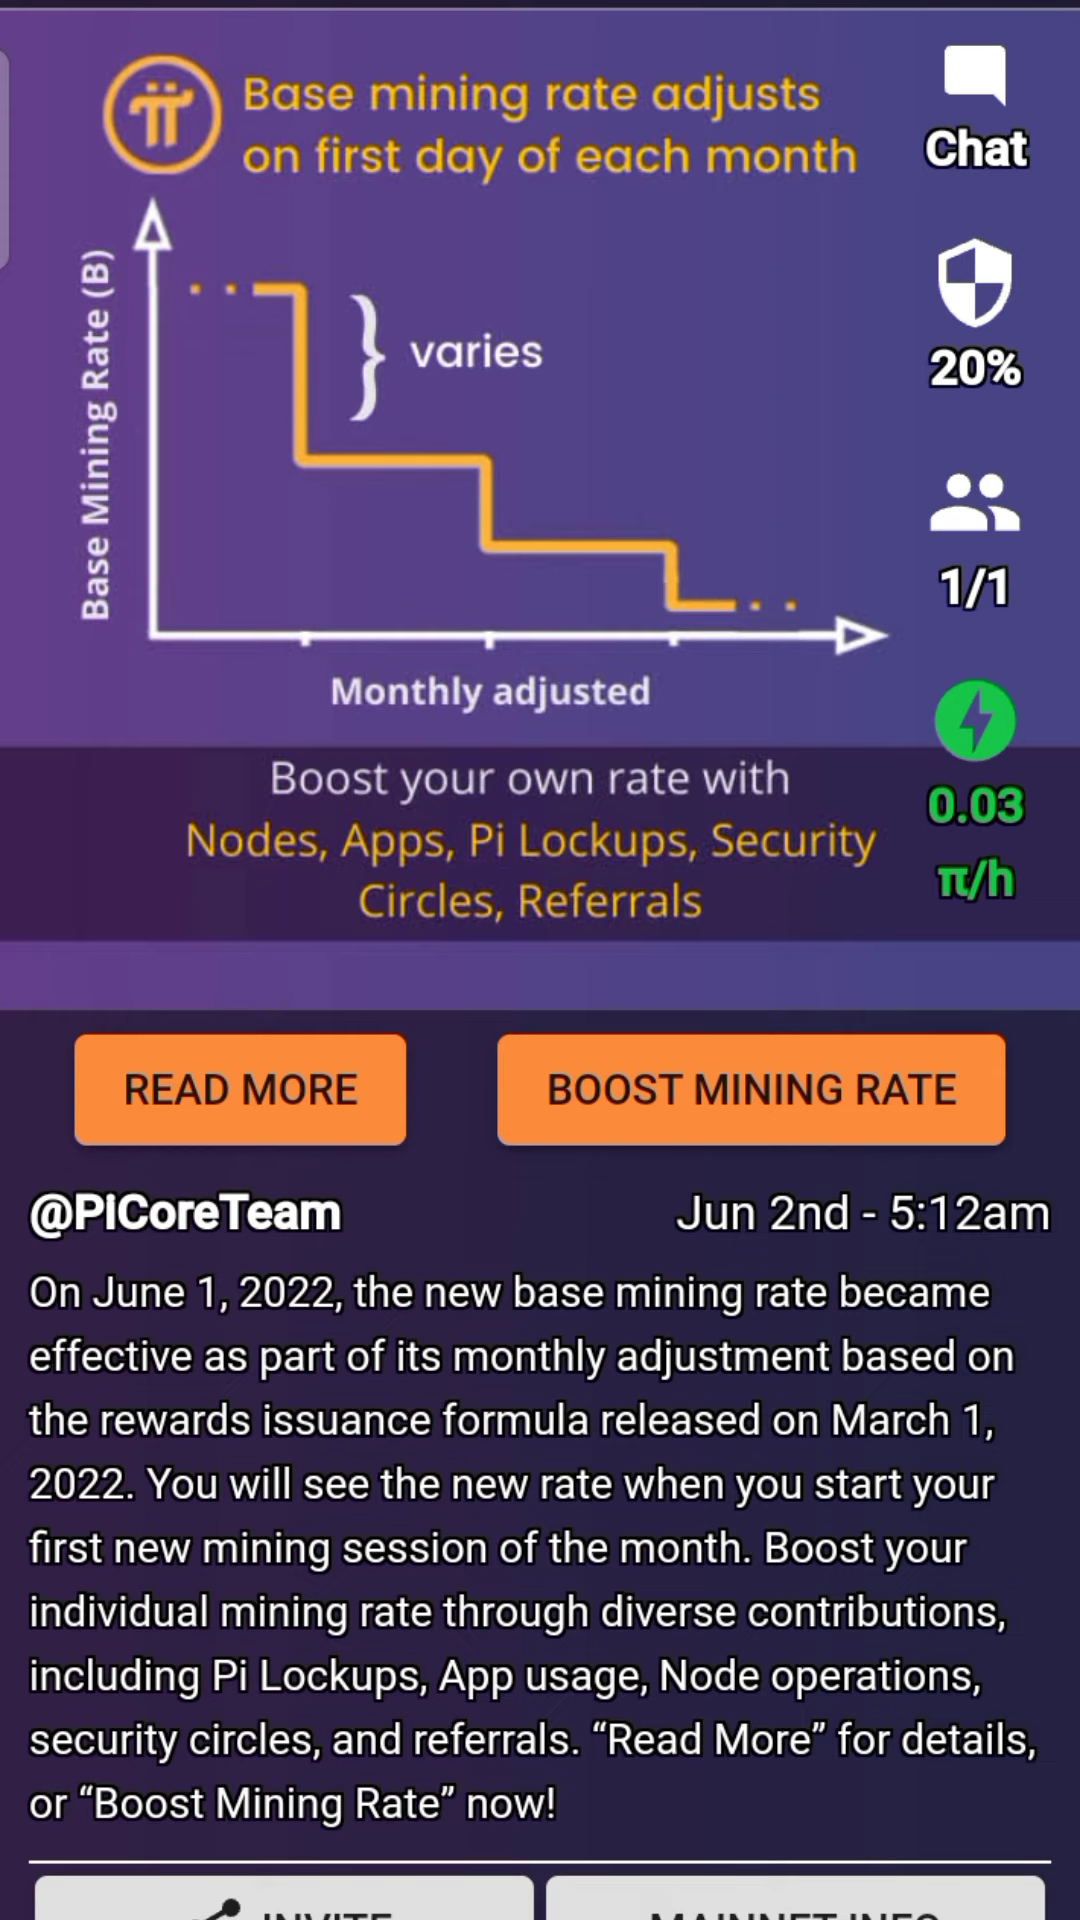 Base mining rate adjusts
on first day of each month
Chat
Base Mining Rate (B)
varies
20%
1/1
Monthly adjusted
Boost your own rate with
Nodes, Apps, Pi Lockups, Security
Circles, Referrals
0.03
π/h
READ MORE
BOOST MINING RATE
@PiCoreTeam
Jun 2nd - 5:12am
On June 1, 2022, the new base mining rate became
effective as part of its monthly adjustment based on
the rewards issuance formula released on March 1,
2022. You will see the new rate when you start your
first new mining session of the month. Boost your
individual mining rate through diverse contributions,
including Pi Lockups, App usage, Node operations,
security circles, and referrals. “Read More” for details,
or “Boost Mining Rate” now!
INVITE
MAINNET INFO